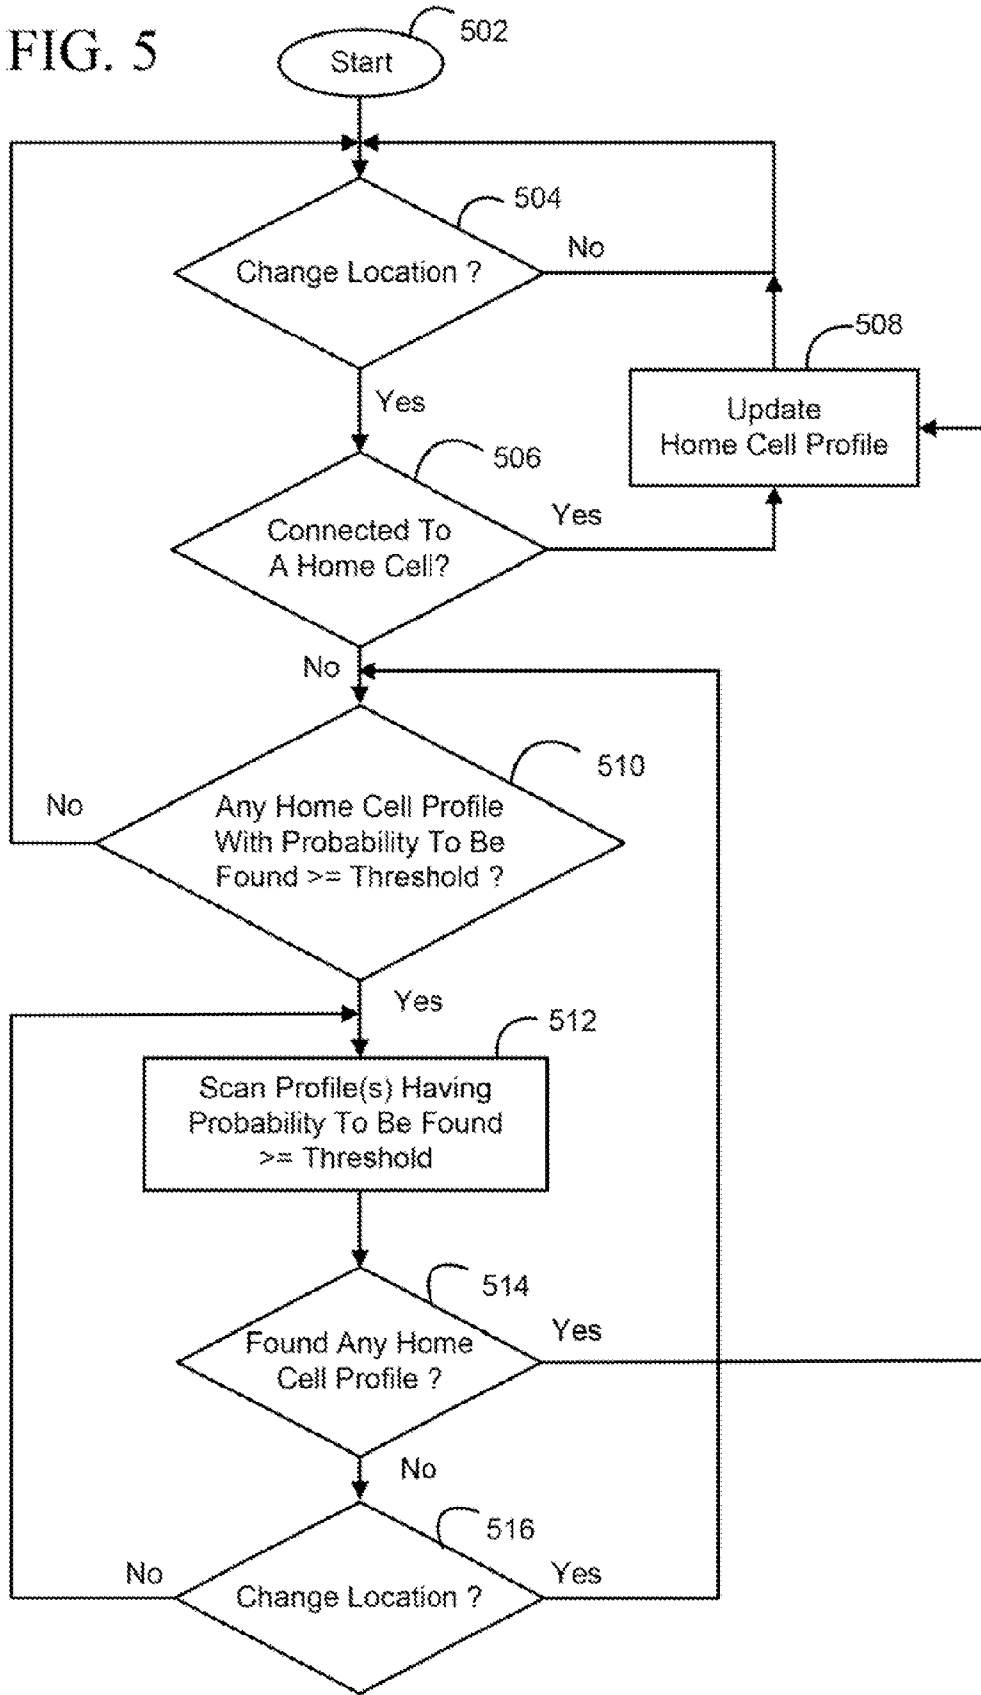 FIG. 5
502
Start
504
Change Location ?
No
508
Update
Home Cell Profile
Yes
506
Connected To
A Home Cell?
Yes
No
510
Any Home Cell Profile
With Probability To Be
Found >= Threshold ?
No
Yes
512
Scan Profile(s) Having
Probability To Be Found
>= Threshold
514
Found Any Home
Cell Profile ?
Yes
No
516
Change Location ?
No
Yes